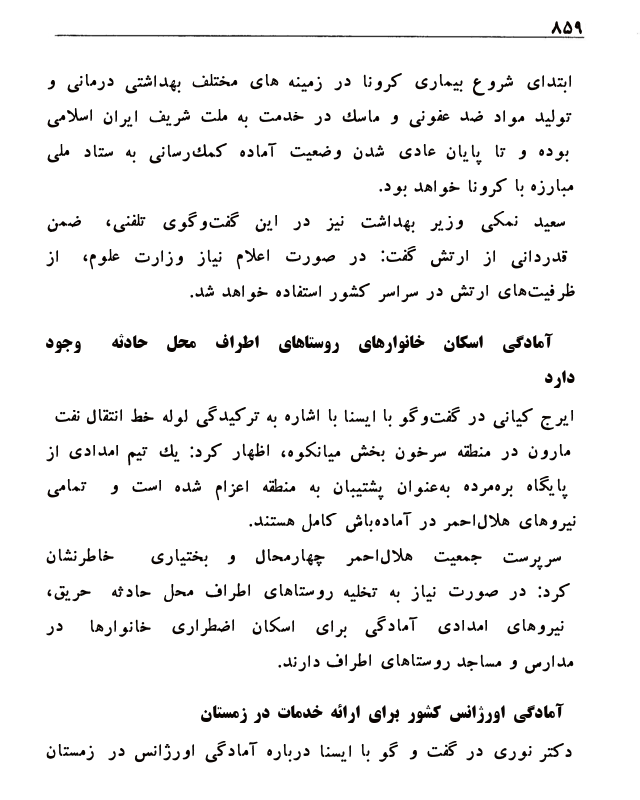 ۸۵۹
ابتدای شروع بیماری کرونا در زمینه های مختلف بهداشتی درمانی و
تولید مواد ضد عفونی و ماسك در خدمت به ملت شریف ایران اسلامی
بوده و تا پایان عادی شدن وضعیت آماده كمك‌رسانی به ستاد ملی
مبارزه با کرونا خواهد بود.
سعید نمکی وزیر بهداشت نیز در این گفت‌وگوی تلفنی، ضمن
قدردانی از ارتش گفت: در صورت اعلام نیاز وزارت علوم، از
ظرفیت‌های ارتش در سراسر کشور استفاده خواهد شد.
آمادگی اسکان خانوارهای روستاهای اطراف محل حادثه وجود
دارد
ایرج کیانی در گفت‌وگو با ایسنا با اشاره به ترکیدگی لوله خط انتقال نفت
مارون در منطقه سرخون بخش میانکوه، اظهار کرد: یك تیم امدادی از
پایگاه بره‌مرده به‌عنوان پشتیبان به منطقه اعزام شده است و تمامی
نیروهای هلال‌احمر در آماده‌باش کامل هستند.
سرپرست جمعیت هلال‌احمر چهارمحال و بختیاری خاطرنشان
کرد: در صورت نیاز به تخلیه روستاهای اطراف محل حادثه حریق،
نیروهای امدادی آمادگی برای اسکان اضطراری خانوارها در
مدارس و مساجد روستاهای اطراف دارند.
آمادگی اورژانس کشور برای ارائه خدمات در زمستان
دکتر نوری در گفت و گو با ایسنا درباره آمادگی اورژانس در زمستان